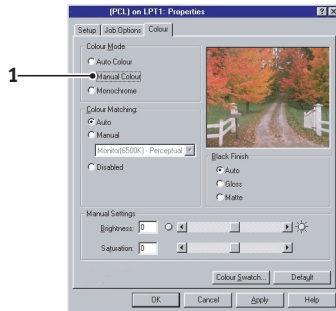 (PCL) on LPT1: Properties
Setup Job Options Colour
Colour Mode
Auto Colour
1
Manual Colour
Monochrome
Colour Matching:
Auto
Manual
Monitor(6500K) - Perceptual
Disabled
Black Finish
Auto
Gloss
Matte
Manual Settings
Brightness: 0
Saturation: 0
Colour Swatch... Default
OK Cancel Apply Help